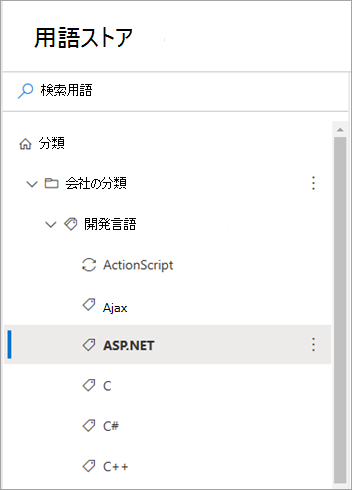 用語ストア
検索用語
分類
会社の分類
開発言語
ActionScript
Ajax
ASP.NET
C
C#
C++